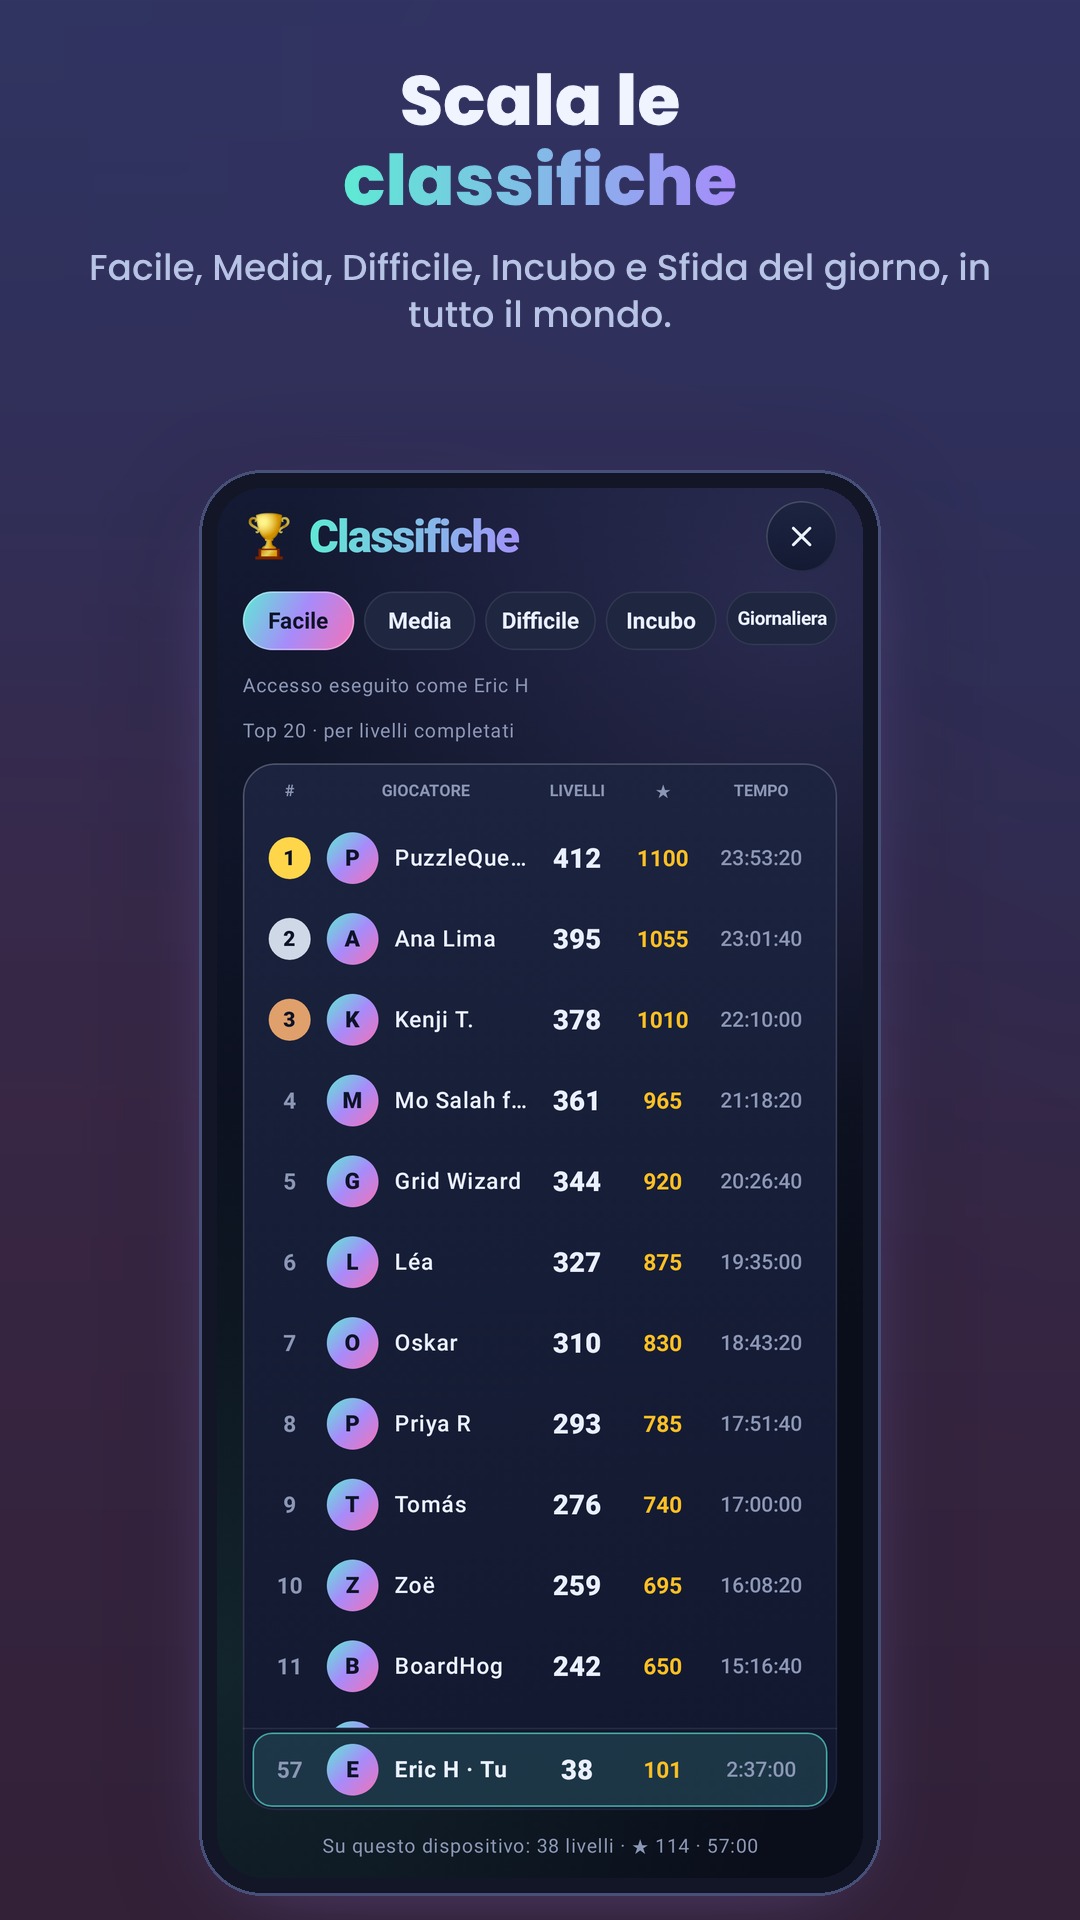 Scala le
classifiche
Facile, Media, Difficile, Incubo e Sfida del giorno, in
tutto il mondo.
Classifiche
Facile Media Difficile Incubo Giornaliera
Accesso eseguito come Eric H
Top 20 · per livelli completati
# GIOCATORE LIVELLI ★ TEMPO
1 P PuzzleQue... 412 1100 23:53:20
2 A Ana Lima 395 1055 23:01:40
3 K Kenji T. 378 1010 22:10:00
4 M Mo Salah f... 361 965 21:18:20
5 G Grid Wizard 344 920 20:26:40
6 L Léa 327 875 19:35:00
7 O Oskar 310 830 18:43:20
8 P Priya R 293 785 17:51:40
9 T Tomás 276 740 17:00:00
10 Z Zoë 259 695 16:08:20
11 B BoardHog 242 650 15:16:40
57 E Eric H · Tu 38 101 2:37:00
Su questo dispositivo: 38 livelli · ★ 114 · 57:00